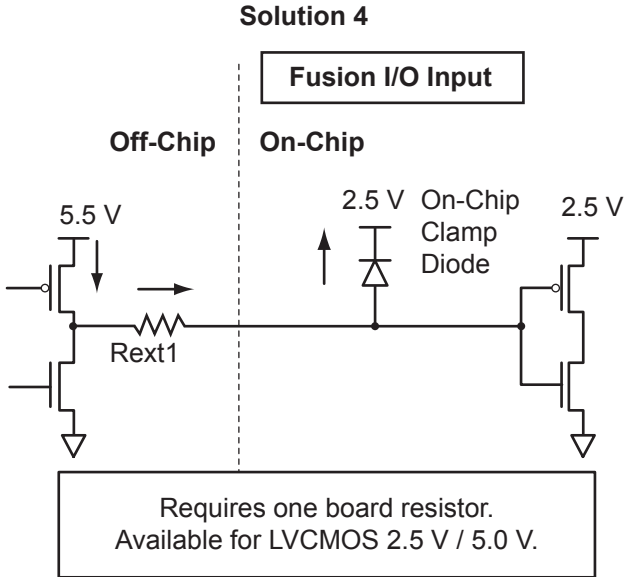 Solution 4
Fusion I/O Input
Off-Chip
On-Chip
5.5 V
2.5 V
On-Chip
Clamp
Diode
2.5 V
Rext1
Requires one board resistor.
Available for LVCMOS 2.5 V / 5.0 V.